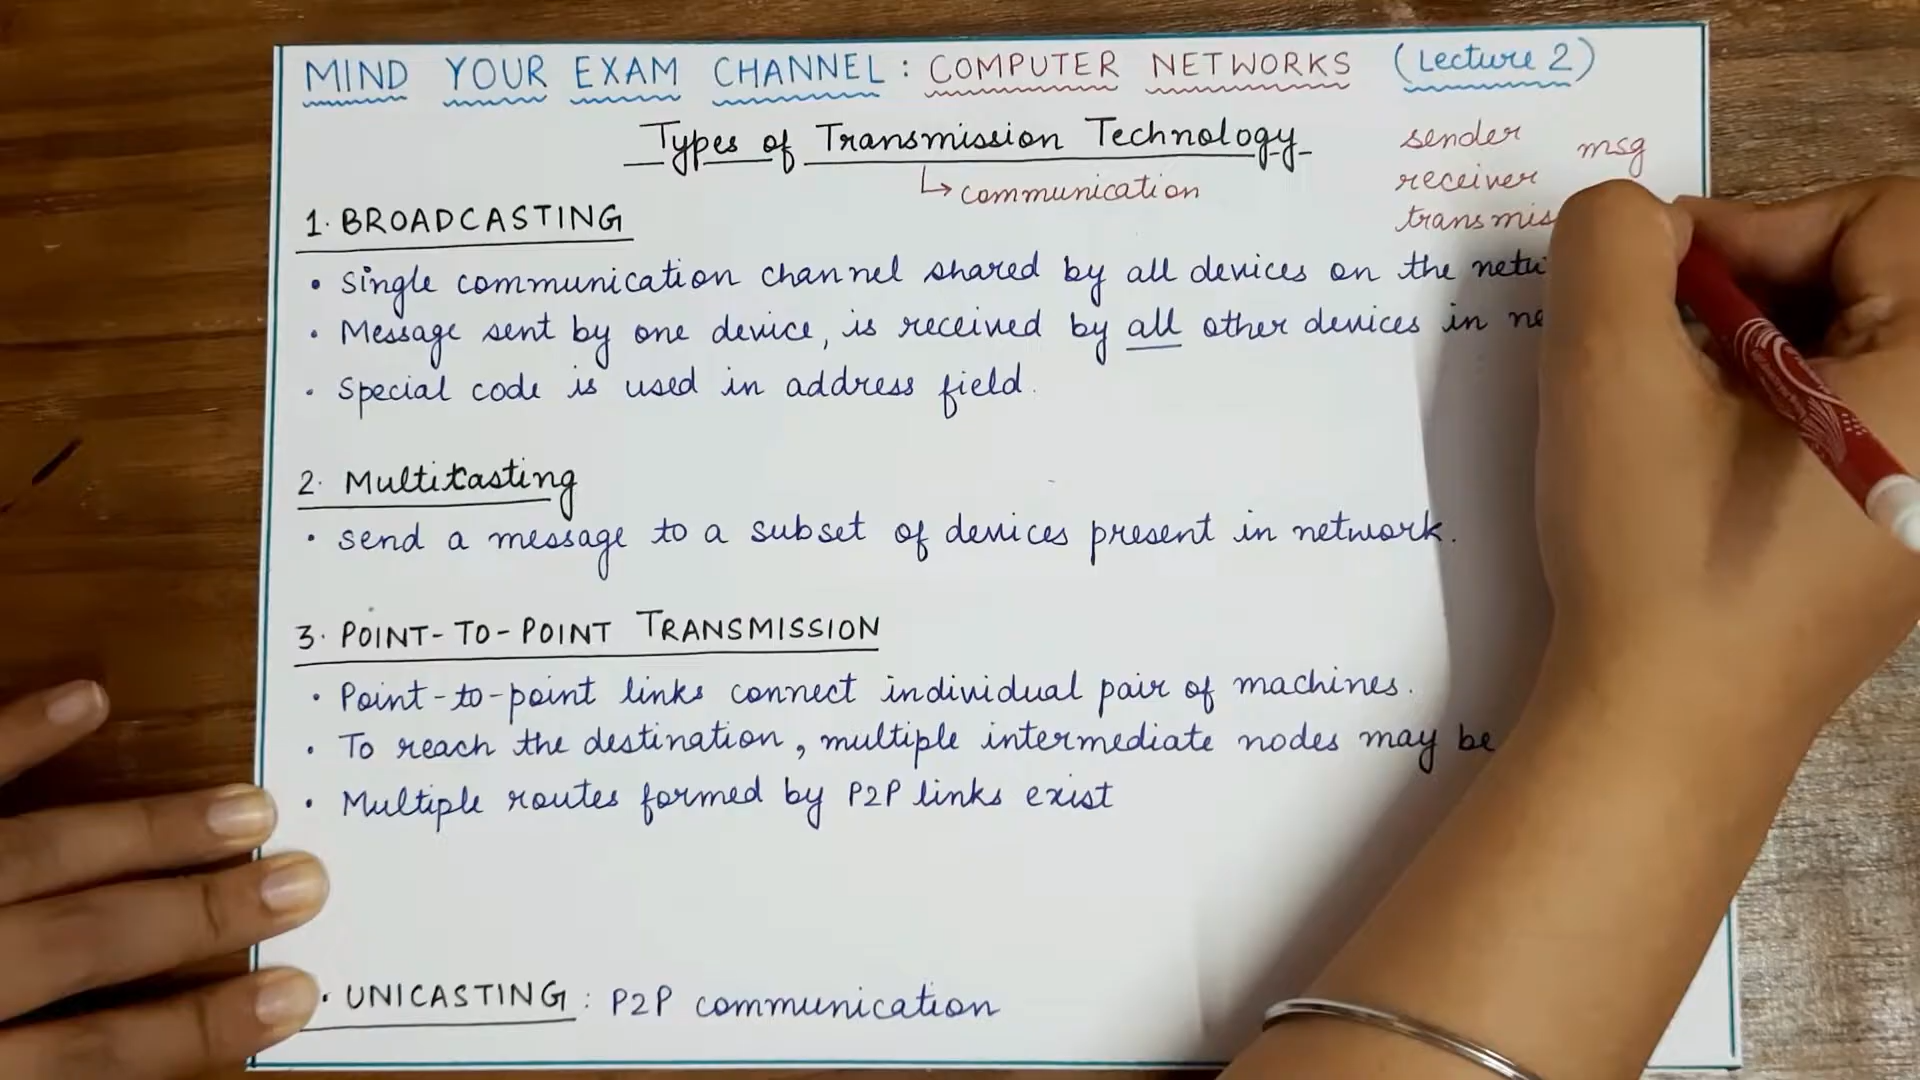 MIND YOUR EXAM CHANNEL : COMPUTER NETWORKS (Lecture 2)
Types of Transmission Technology
sender
msg
↳ communication
receiver
transmis
1. BROADCASTING
• Single communication channel shared by all devices on the netw
• Message sent by one device, is received by all other devices in ne
• Special code is used in address field.
2. Multicasting
• send a message to a subset of devices present in network.
3. POINT-TO-POINT TRANSMISSION
• Point-to-point links connect individual pair of machines.
• To reach the destination, multiple intermediate nodes may be
• Multiple routes formed by P2P links exist
• UNICASTING : P2P communication